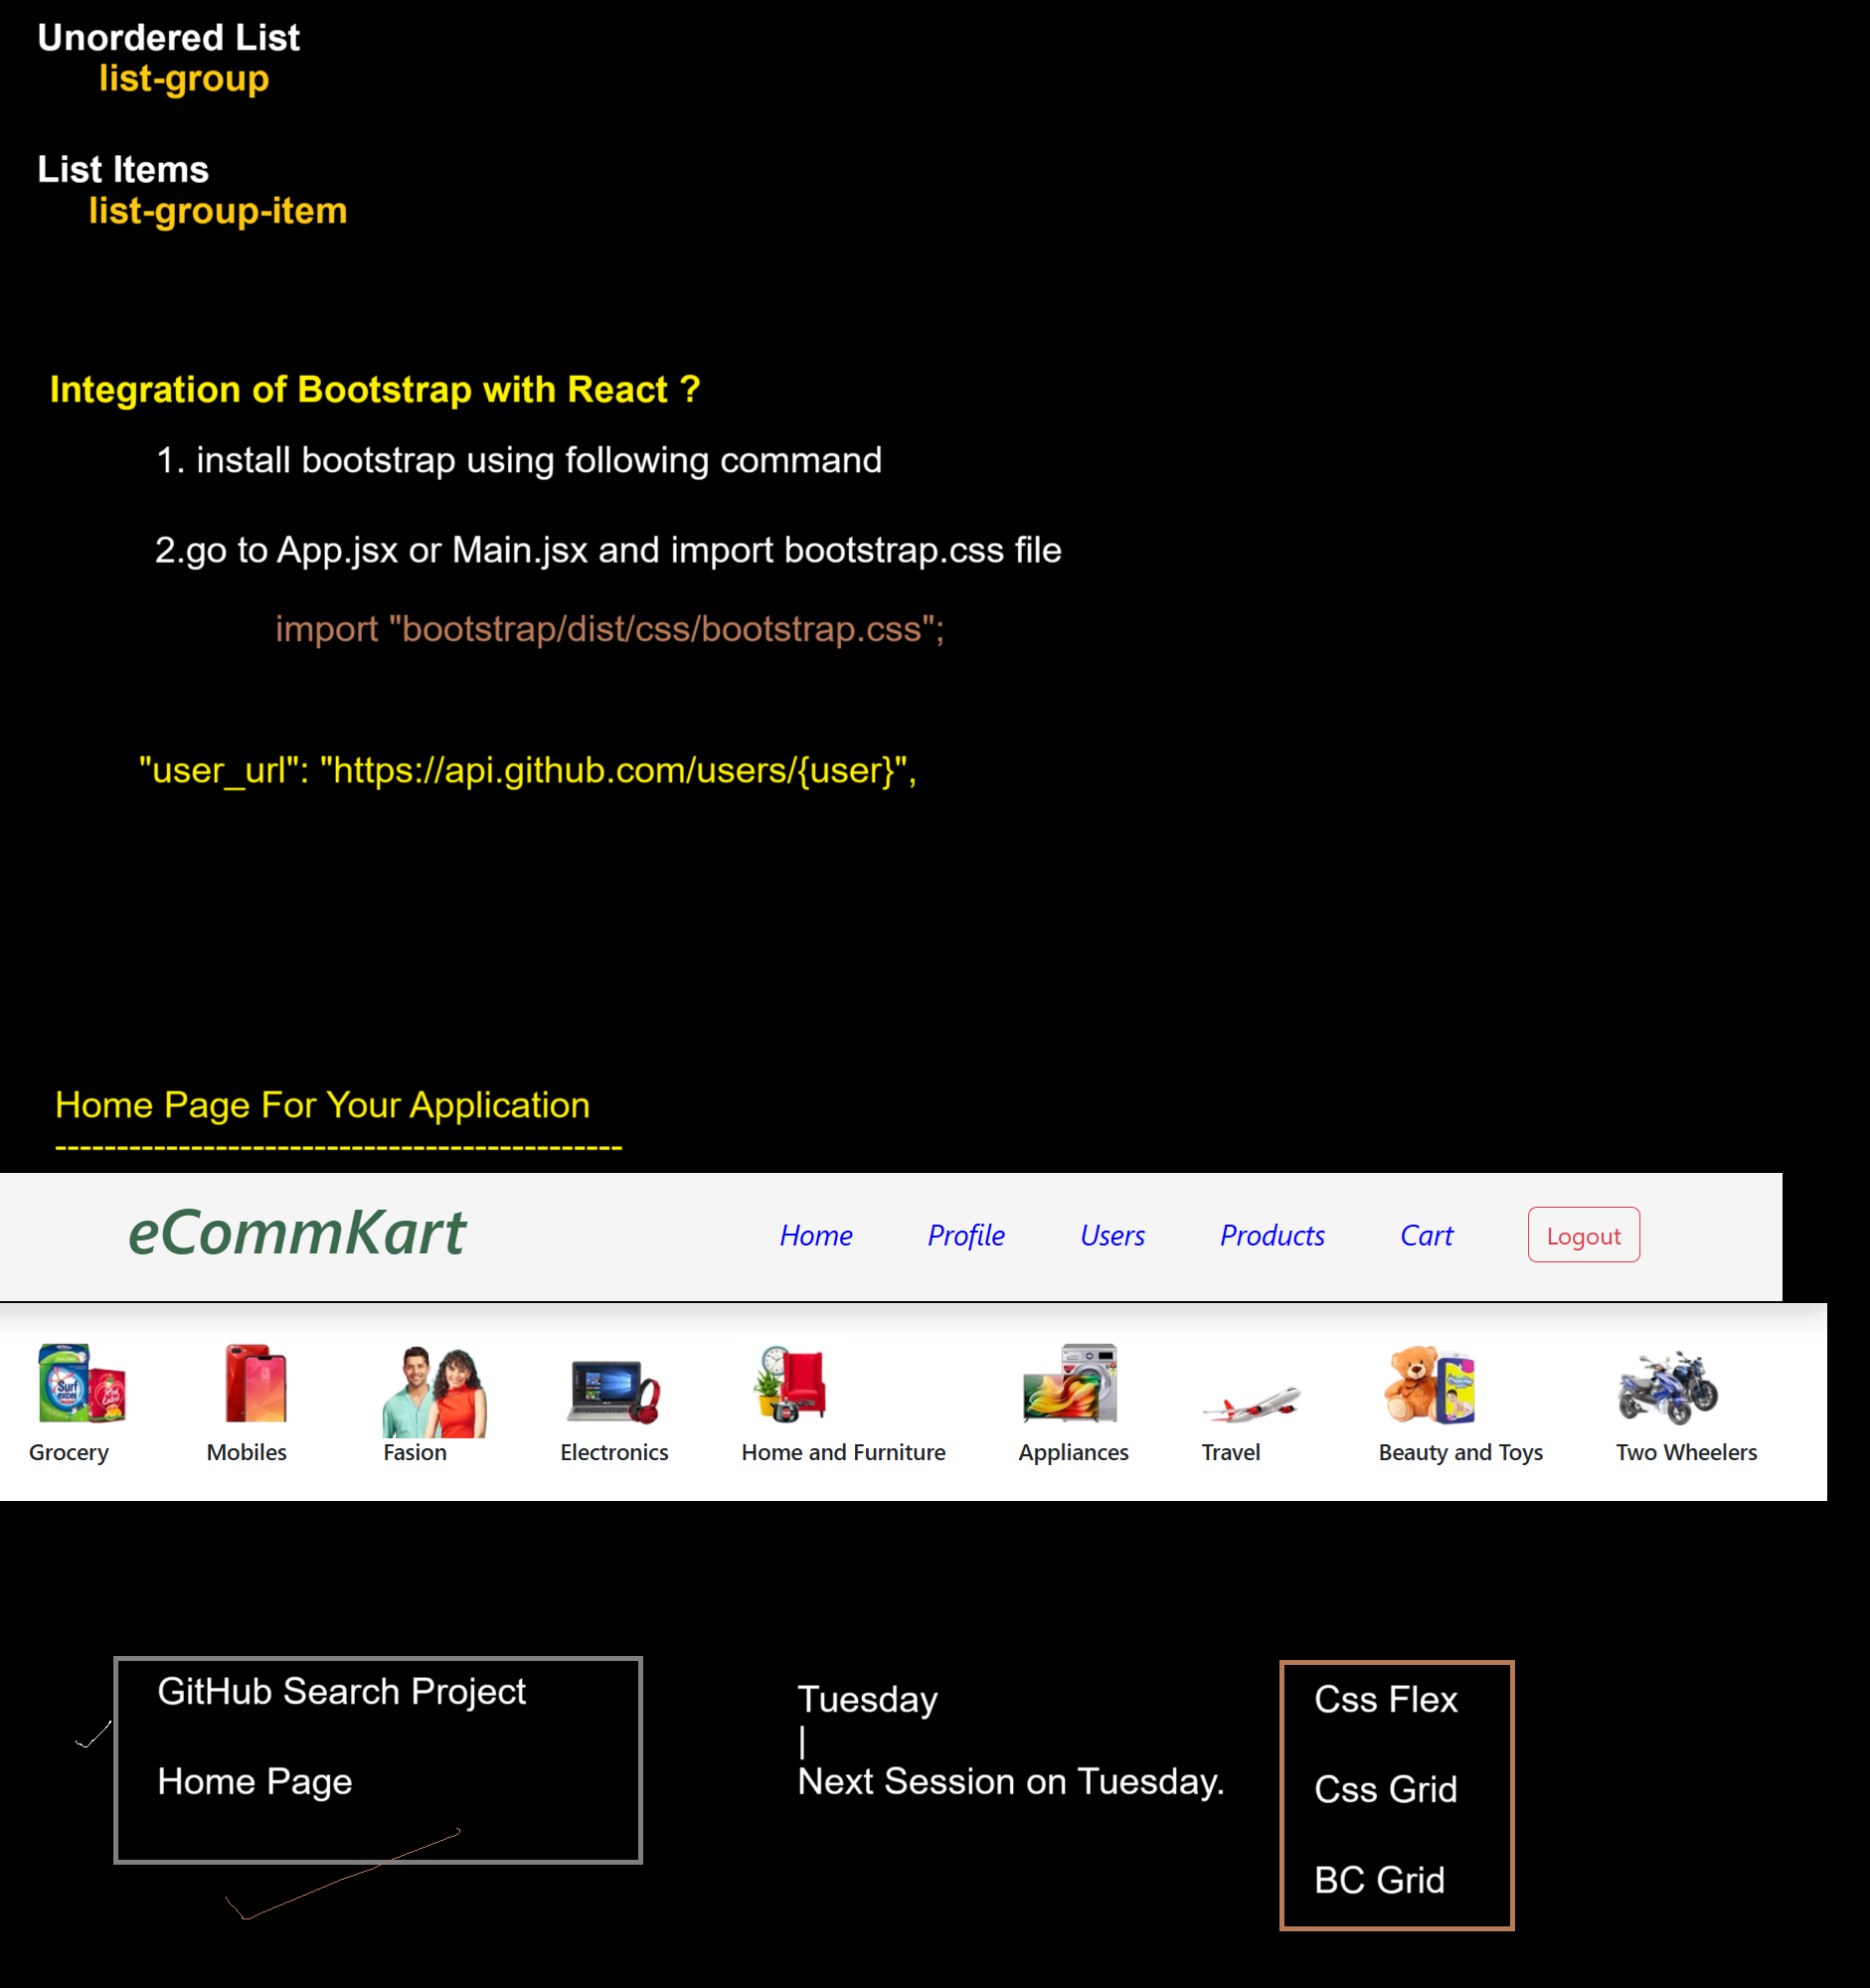 Unordered List
list-group
List Items
list-group-item
Integration of Bootstrap with React ?
1. install bootstrap using following command
2.go to App.jsx or Main.jsx and import bootstrap.css file
import "bootstrap/dist/css/bootstrap.css";
"user_url": "https://api.github.com/users/{user}",
Home Page For Your Application
----------------------------------------------
eCommKart Home Profile Users Products Cart Logout
Surf excel
Grocery Mobiles Fasion Electronics Home and Furniture Appliances Travel Beauty and Toys Two Wheelers
GitHub Search Project
Home Page
Tuesday
|
Next Session on Tuesday.
Css Flex
Css Grid
BC Grid